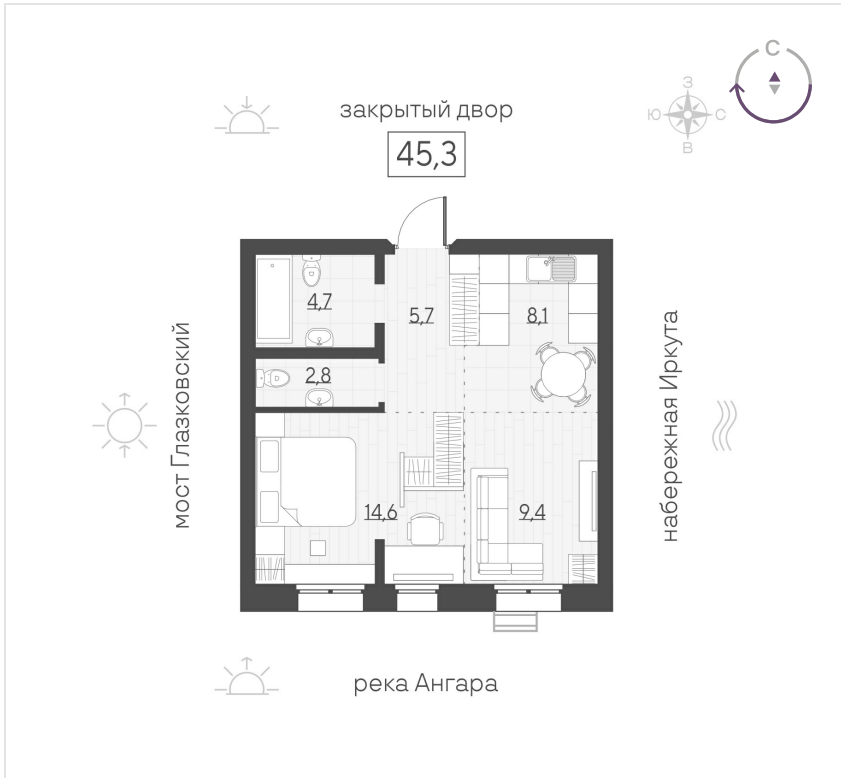 С
закрытый двор
З
Ю
С
В
45,3
4,7
5,7
8,1
2,8
мост Глазковский
набережная Иркута
14,6
9,4
река Ангара